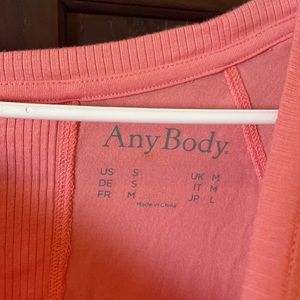 AnyBody.
US S UK M
DE S IT M
FR M JP L
Made in China